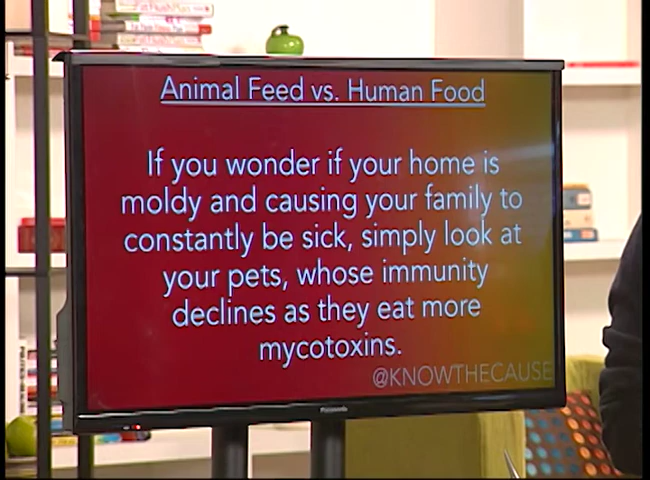 Animal Feed vs. Human Food
If you wonder if your home is
moldy and causing your family to
constantly be sick, simply look at
your pets, whose immunity
declines as they eat more
mycotoxins.
@KNOWTHECAUSE
Panasonic